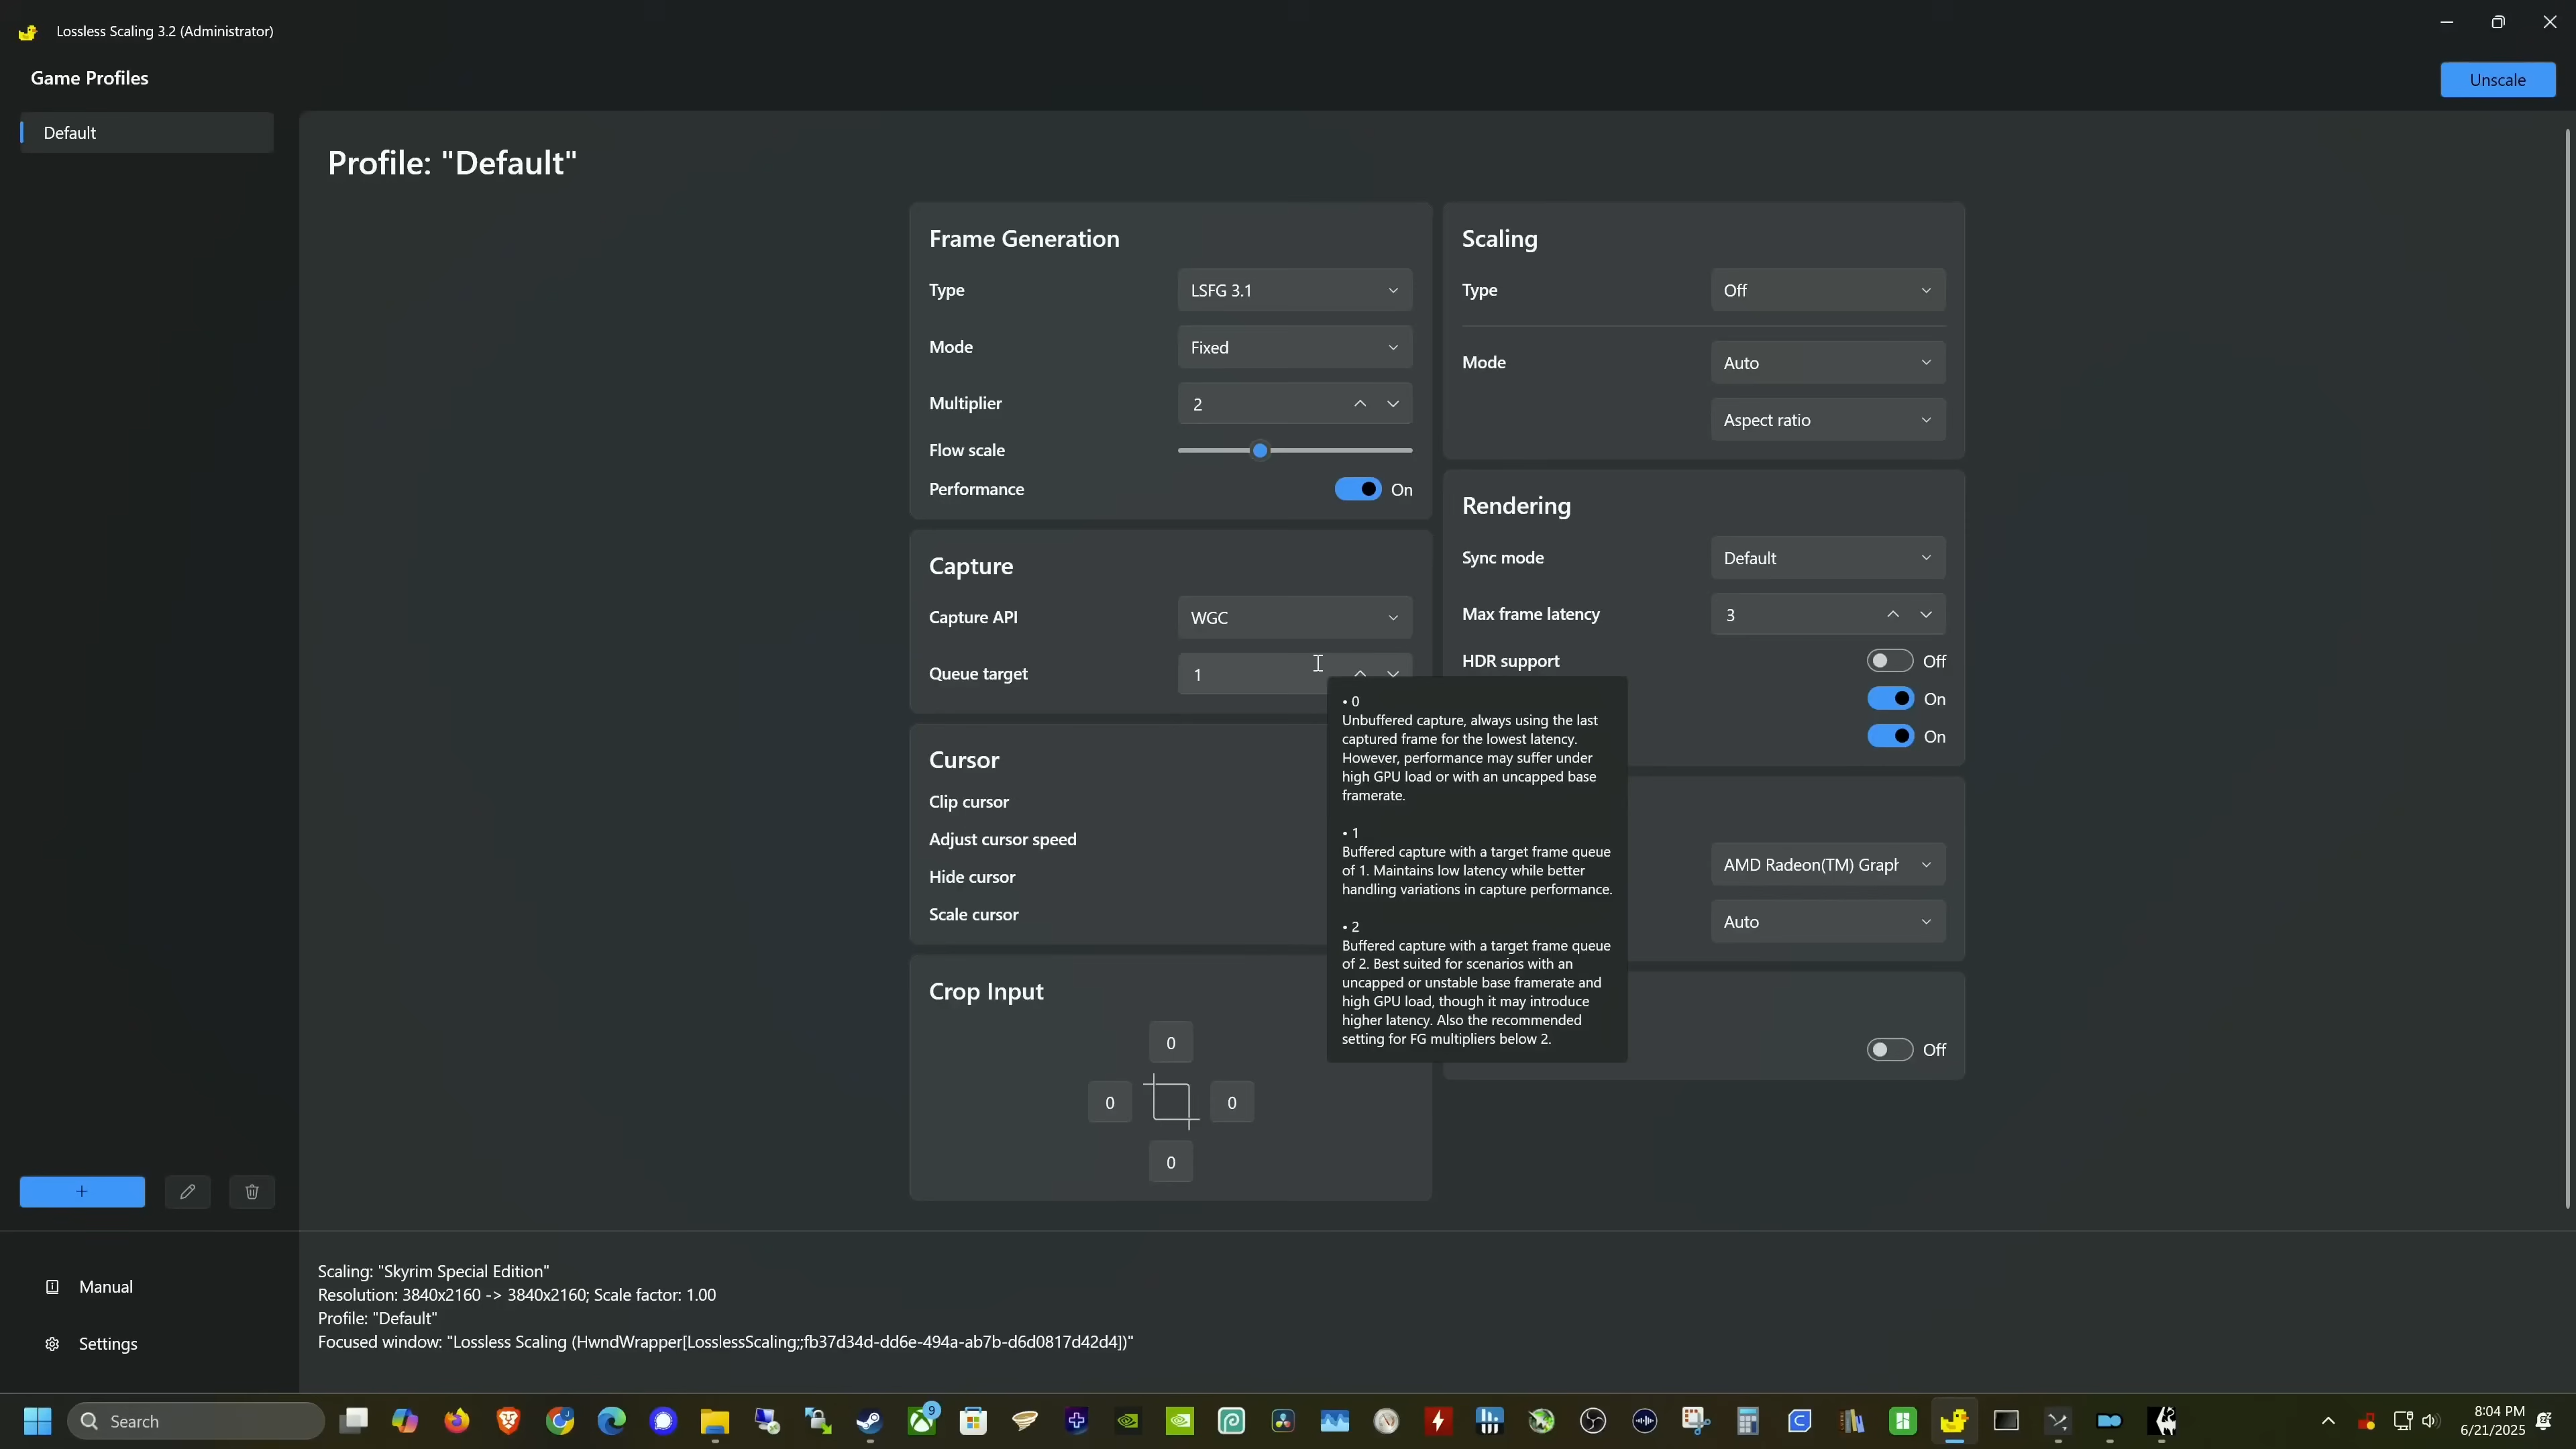 Lossless Scaling 3.2 (Administrator)
Game Profiles
Unscale
Default
Profile: "Default"
Frame Generation
Type
LSFG 3.1
Mode
Fixed
Multiplier
2
Flow scale
Performance
On
Capture
Capture API
WGC
Queue target
1
Cursor
Clip cursor
Adjust cursor speed
Hide cursor
Scale cursor
Crop Input
0
0
0
0
Scaling
Type
Off
Mode
Auto
Aspect ratio
Rendering
Sync mode
Default
Max frame latency
3
HDR support
Off
On
On
AMD Radeon(TM) Graph
Auto
Off
• 0
Unbuffered capture, always using the last
captured frame for the lowest latency.
However, performance may suffer under
high GPU load or with an uncapped base
framerate.
• 1
Buffered capture with a target frame queue
of 1. Maintains low latency while better
handling variations in capture performance.
• 2
Buffered capture with a target frame queue
of 2. Best suited for scenarios with an
uncapped or unstable base framerate and
high GPU load, though it may introduce
higher latency. Also the recommended
setting for FG multipliers below 2.
+
Manual
Settings
Scaling: "Skyrim Special Edition"
Resolution: 3840x2160 -> 3840x2160; Scale factor: 1.00
Profile: "Default"
Focused window: "Lossless Scaling (HwndWrapper[LosslessScaling;;fb37d34d-dd6e-494a-ab7b-d6d0817d42d4])"
Search
9
8:04 PM
6/21/2025